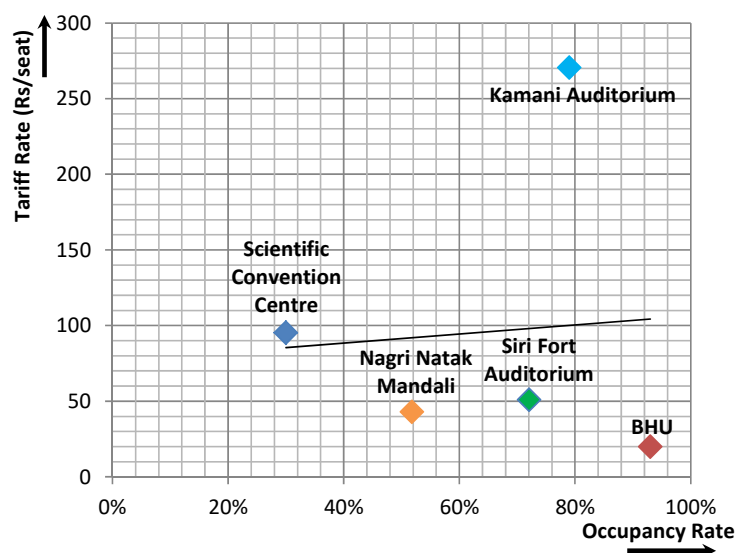 Tariff Rate (Rs/seat)
300
250
200
150
100
50
0
Kamani Auditorium
Scientific
Convention
Centre
Nagri Natak
Mandali
Siri Fort
Auditorium
BHU
0%
20%
40%
60%
80%
100%
Occupancy Rate